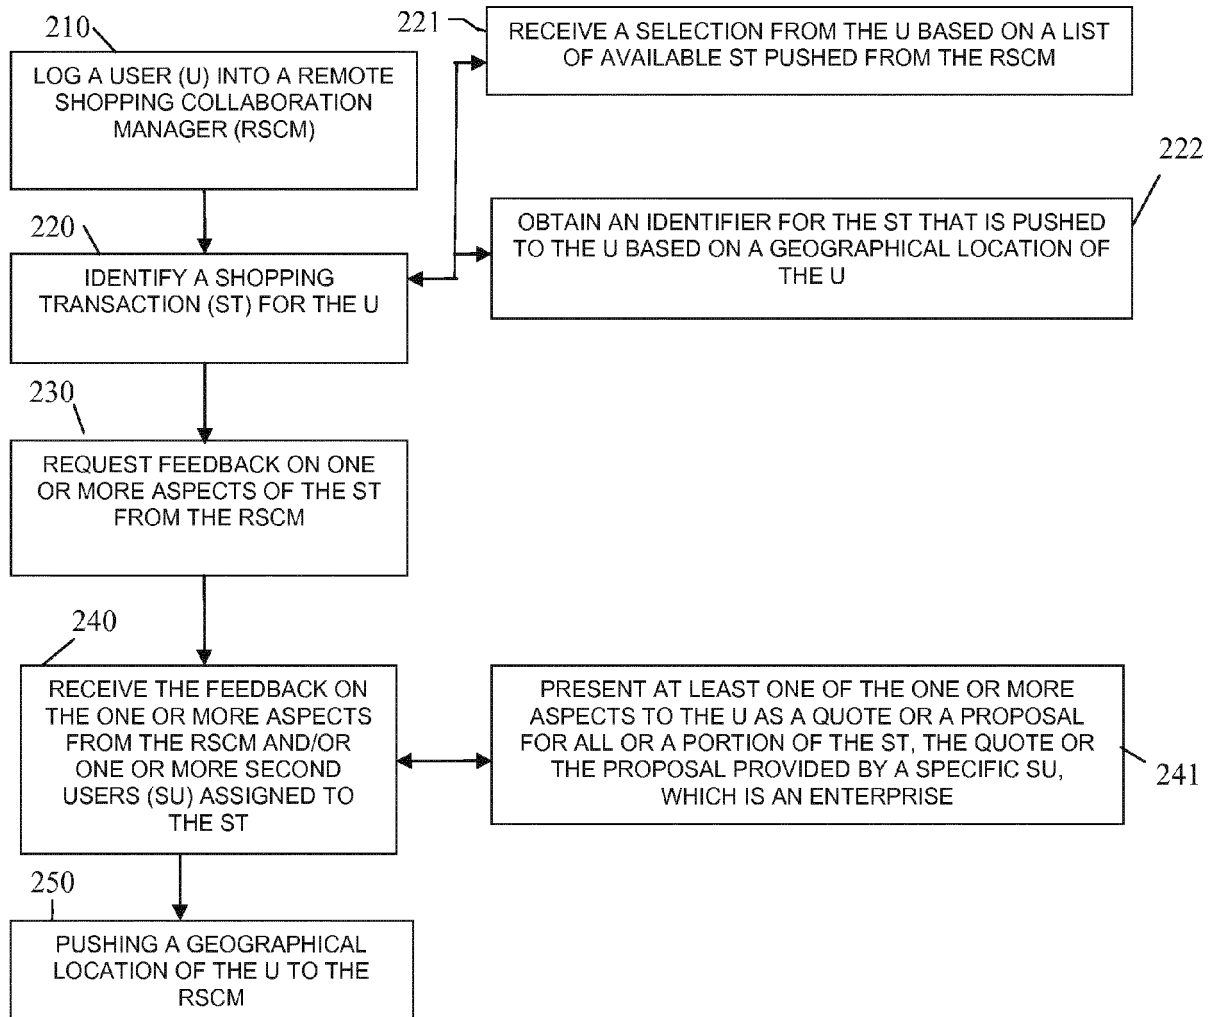 210
LOG A USER (U) INTO A REMOTE
SHOPPING COLLABORATION
MANAGER (RSCM)
221
RECEIVE A SELECTION FROM THE U BASED ON A LIST
OF AVAILABLE ST PUSHED FROM THE RSCM
222
OBTAIN AN IDENTIFIER FOR THE ST THAT IS PUSHED
TO THE U BASED ON A GEOGRAPHICAL LOCATION OF
THE U
220
IDENTIFY A SHOPPING
TRANSACTION (ST) FOR THE U
230
REQUEST FEEDBACK ON ONE
OR MORE ASPECTS OF THE ST
FROM THE RSCM
240
RECEIVE THE FEEDBACK ON
THE ONE OR MORE ASPECTS
FROM THE RSCM AND/OR
ONE OR MORE SECOND
USERS (SU) ASSIGNED TO
THE ST
PRESENT AT LEAST ONE OF THE ONE OR MORE
ASPECTS TO THE U AS A QUOTE OR A PROPOSAL
FOR ALL OR A PORTION OF THE ST, THE QUOTE OR
THE PROPOSAL PROVIDED BY A SPECIFIC SU,
WHICH IS AN ENTERPRISE
241
250
PUSHING A GEOGRAPHICAL
LOCATION OF THE U TO THE
RSCM